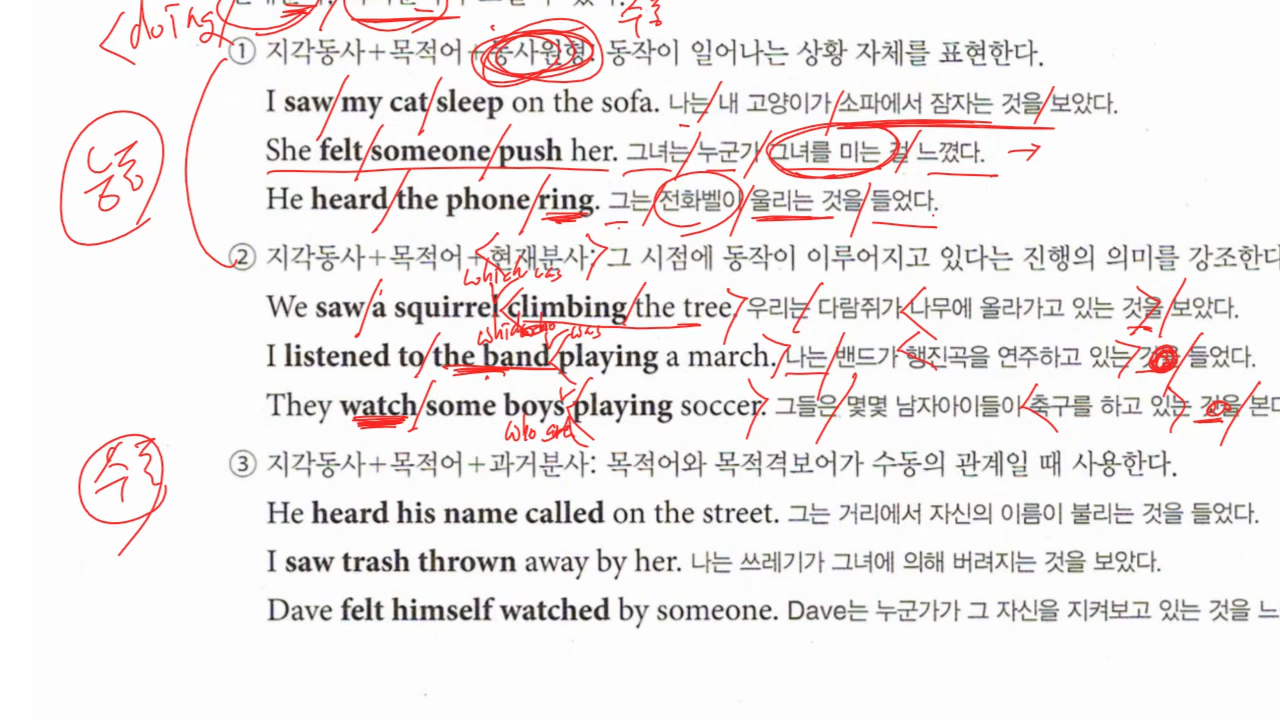 <doing
수동
① 지각동사+목적어+동사원형: 동작이 일어나는 상황 자체를 표현한다.
I saw my cat sleep on the sofa. 나는 내 고양이가 소파에서 잠자는 것을 보았다.
능동
She felt someone push her. 그녀는 누군가 그녀를 미는 걸 느꼈다.
He heard the phone ring. 그는 전화벨이 울리는 것을 들었다.
② 지각동사+목적어+현재분사: 그 시점에 동작이 이루어지고 있다는 진행의 의미를 강조한다
which was
We saw a squirrel climbing the tree. 우리는 다람쥐가 나무에 올라가고 있는 것을 보았다.
was
I listened to the band playing a march. 나는 밴드가 행진곡을 연주하고 있는 것을 들었다.
They watch some boys playing soccer. 그들은 몇몇 남자아이들이 축구를 하고 있는 것을 본다
who are
수동
③ 지각동사+목적어+과거분사: 목적어와 목적격보어가 수동의 관계일 때 사용한다.
He heard his name called on the street. 그는 거리에서 자신의 이름이 불리는 것을 들었다.
I saw trash thrown away by her. 나는 쓰레기가 그녀에 의해 버려지는 것을 보았다.
Dave felt himself watched by someone. Dave는 누군가가 그 자신을 지켜보고 있는 것을 느